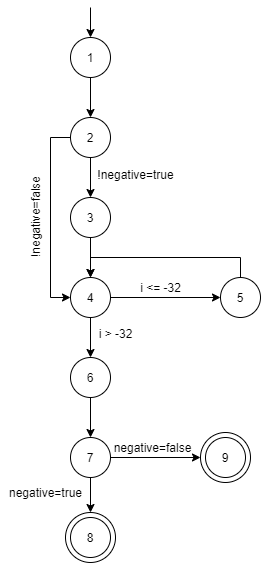 1
2
!negative=true
!negative=false
3
4
i <= -32
5
i > -32
6
7
negative=false
9
negative=true
8